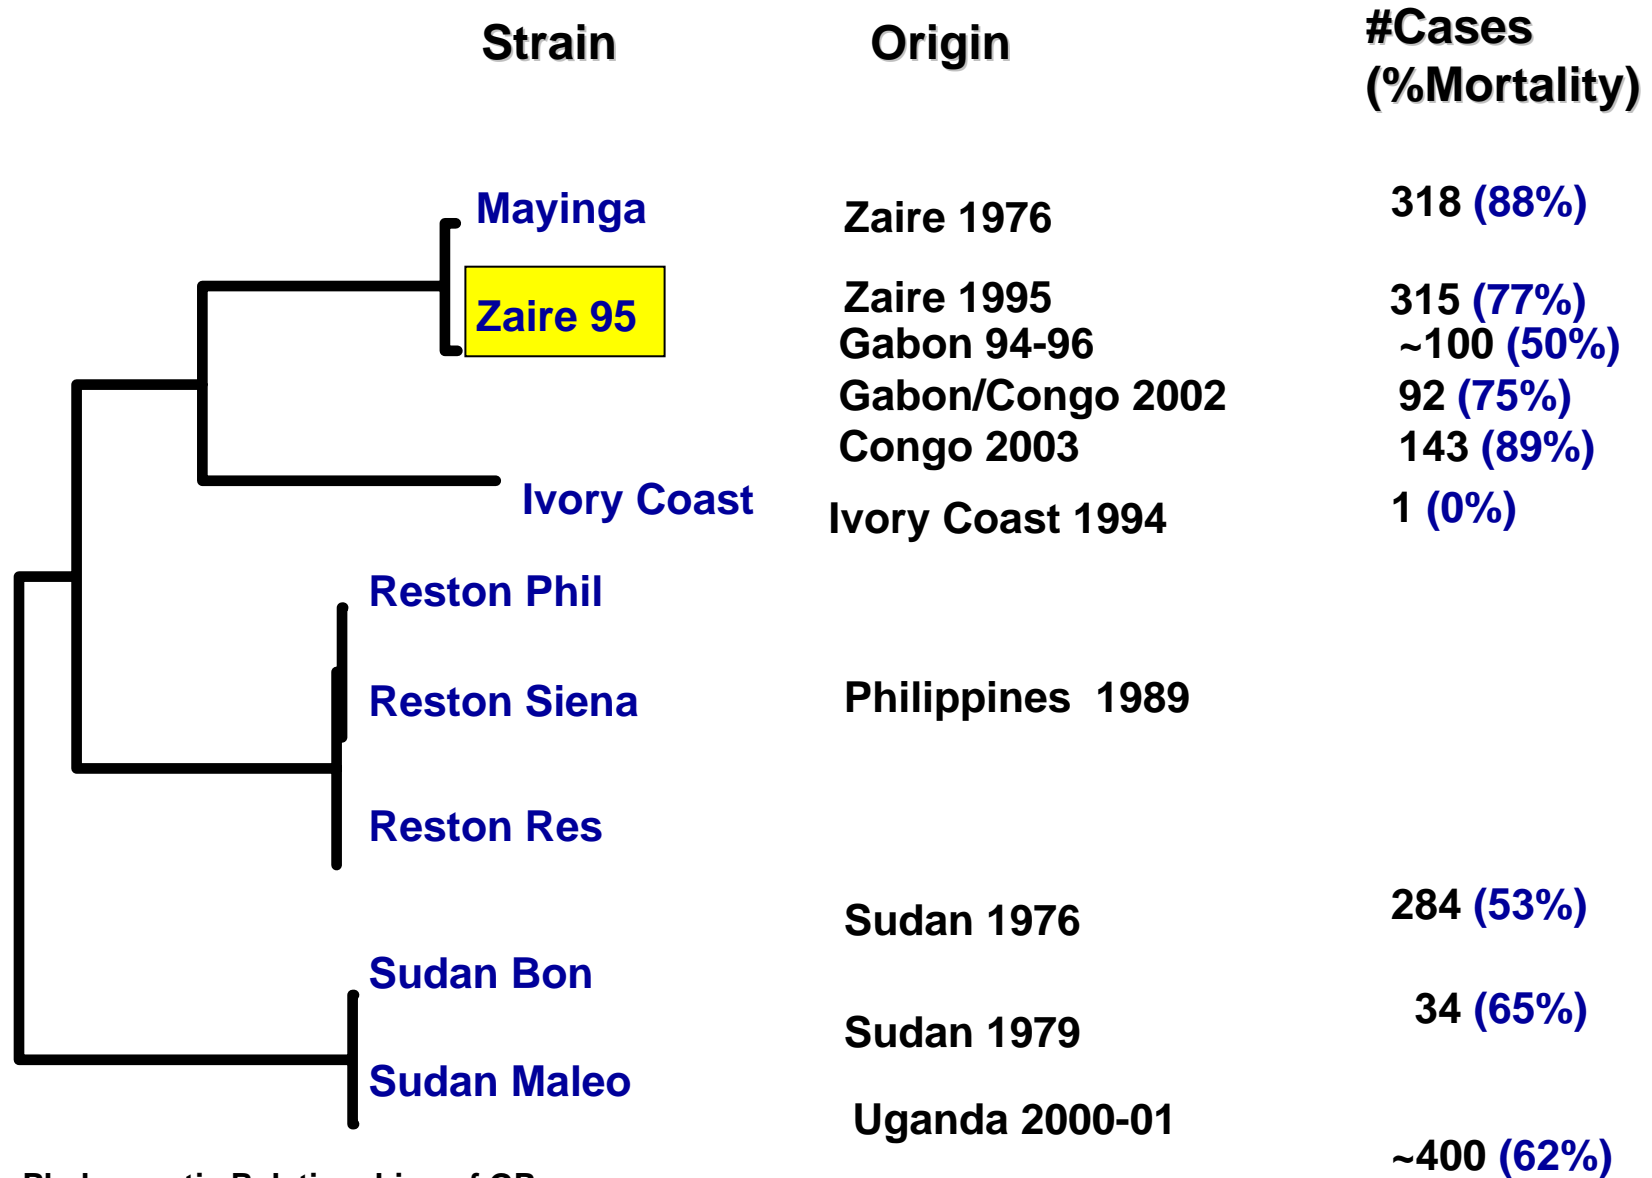 Strain Origin #Cases
(%Mortality)
Mayinga Zaire 1976 318 (88%)
Zaire 95 Zaire 1995 315 (77%)
Gabon 94-96 ~100 (50%)
Gabon/Congo 2002 92 (75%)
Congo 2003 143 (89%)
Ivory Coast Ivory Coast 1994 1 (0%)
Reston Phil
Reston Siena Philippines 1989
Reston Res
Sudan 1976 284 (53%)
Sudan Bon
Sudan 1979 34 (65%)
Sudan Maleo
Uganda 2000-01
~400 (62%)